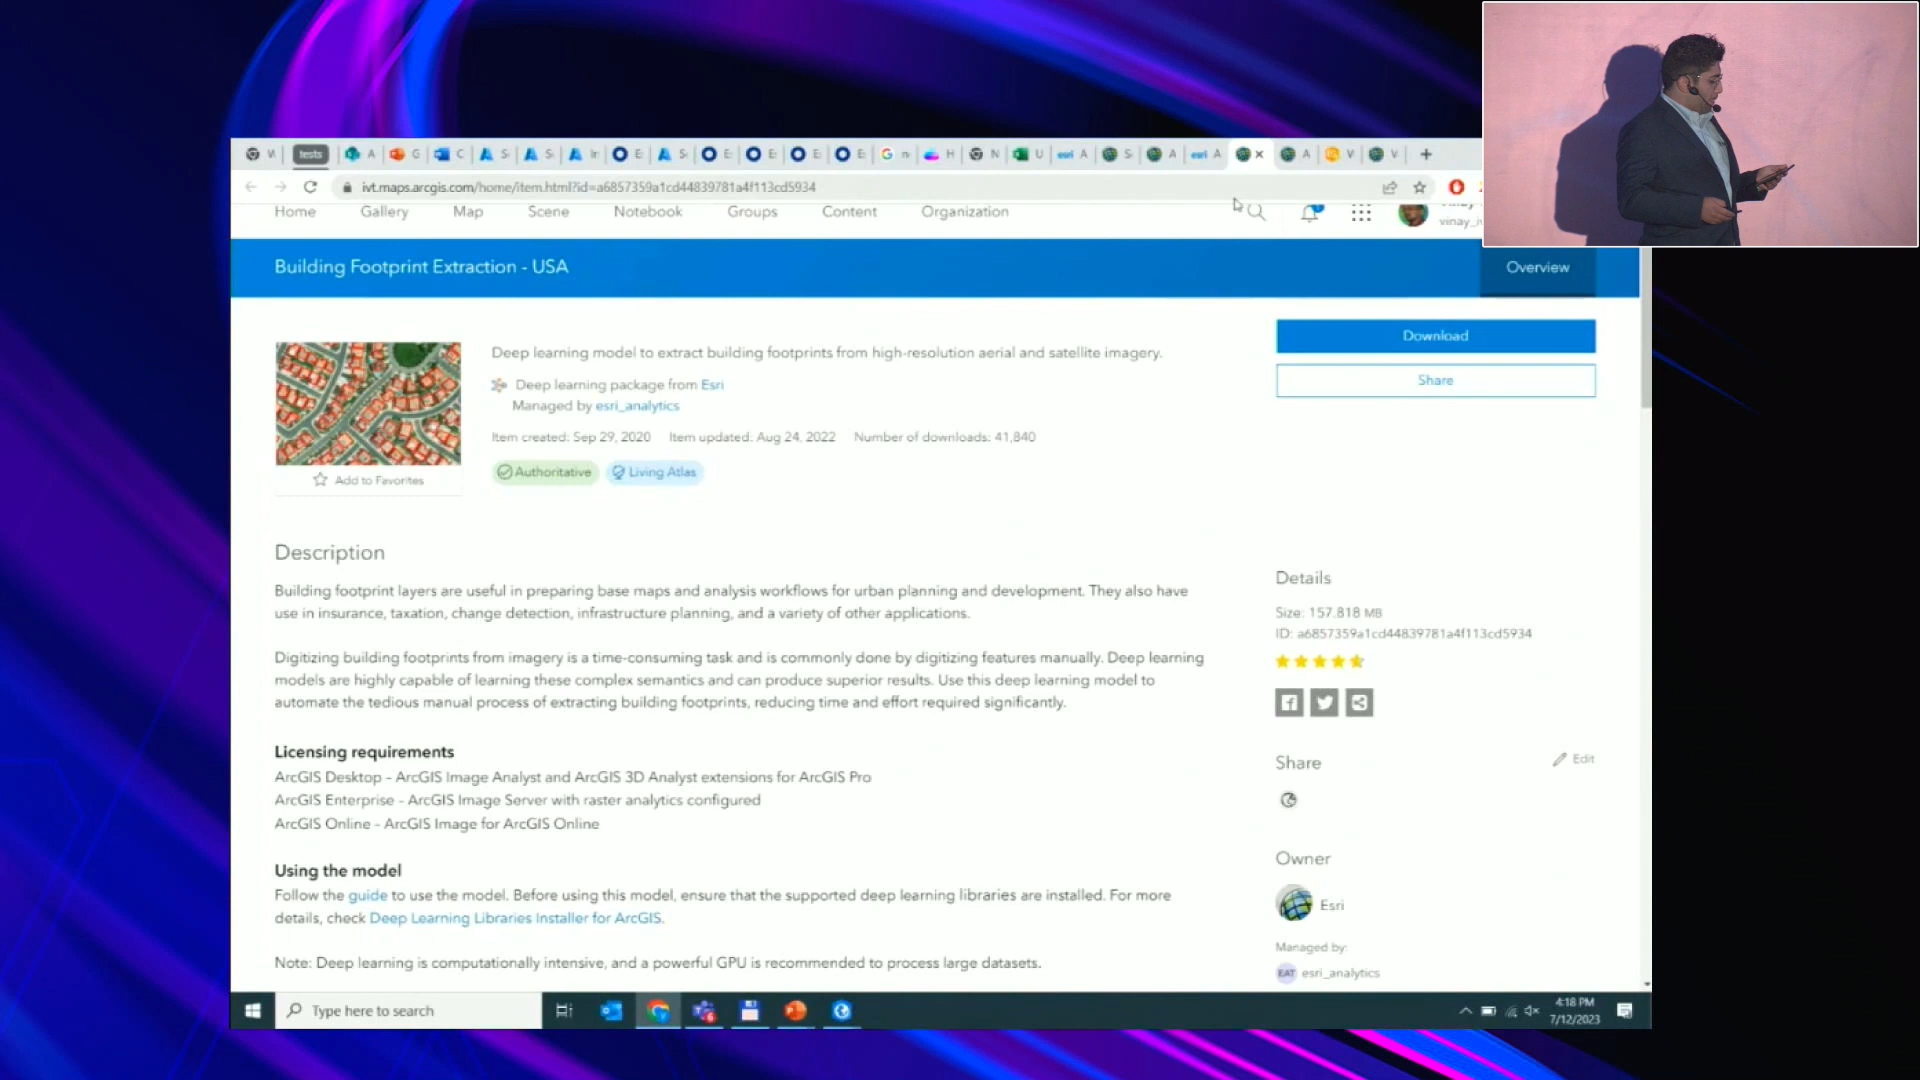 tests
ivt.maps.arcgis.com/home/item.html?id=a6857359a1cd44839781a4f113cd5934
Home Gallery Map Scene Notebook Groups Content Organization
Building Footprint Extraction - USA
Overview
Deep learning model to extract building footprints from high-resolution aerial and satellite imagery.
Deep learning package from Esri
Managed by esri_analytics
Item created: Sep 29, 2020 Item updated: Aug 24, 2022 Number of downloads: 41,840
Authoritative Living Atlas
Add to Favorites
Download
Share
Description
Building footprint layers are useful in preparing base maps and analysis workflows for urban planning and development. They also have
use in insurance, taxation, change detection, infrastructure planning, and a variety of other applications.
Digitizing building footprints from imagery is a time-consuming task and is commonly done by digitizing features manually. Deep learning
models are highly capable of learning these complex semantics and can produce superior results. Use this deep learning model to
automate the tedious manual process of extracting building footprints, reducing time and effort required significantly.
Licensing requirements
ArcGIS Desktop - ArcGIS Image Analyst and ArcGIS 3D Analyst extensions for ArcGIS Pro
ArcGIS Enterprise - ArcGIS Image Server with raster analytics configured
ArcGIS Online - ArcGIS Image for ArcGIS Online
Using the model
Follow the guide to use the model. Before using this model, ensure that the supported deep learning libraries are installed. For more
details, check Deep Learning Libraries Installer for ArcGIS.
Note: Deep learning is computationally intensive, and a powerful GPU is recommended to process large datasets.
Details
Size: 157.818 MB
ID: a6857359a1cd44839781a4f113cd5934
Share
Edit
Owner
Esri
Managed by:
EAT esri_analytics
Type here to search
4:18 PM
7/12/2023